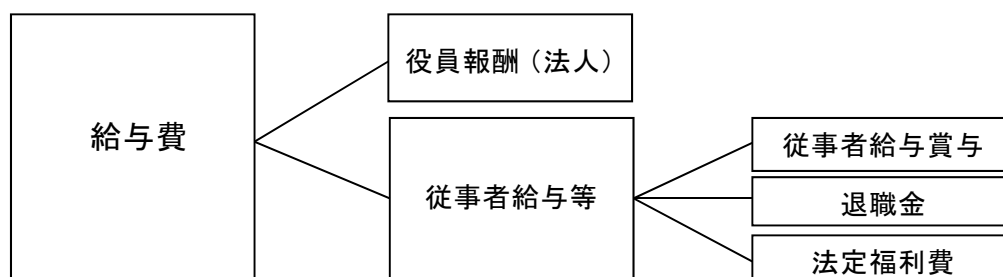 給与費
役員報酬（法人）
従事者給与等
従事者給与賞与
退職金
法定福利費